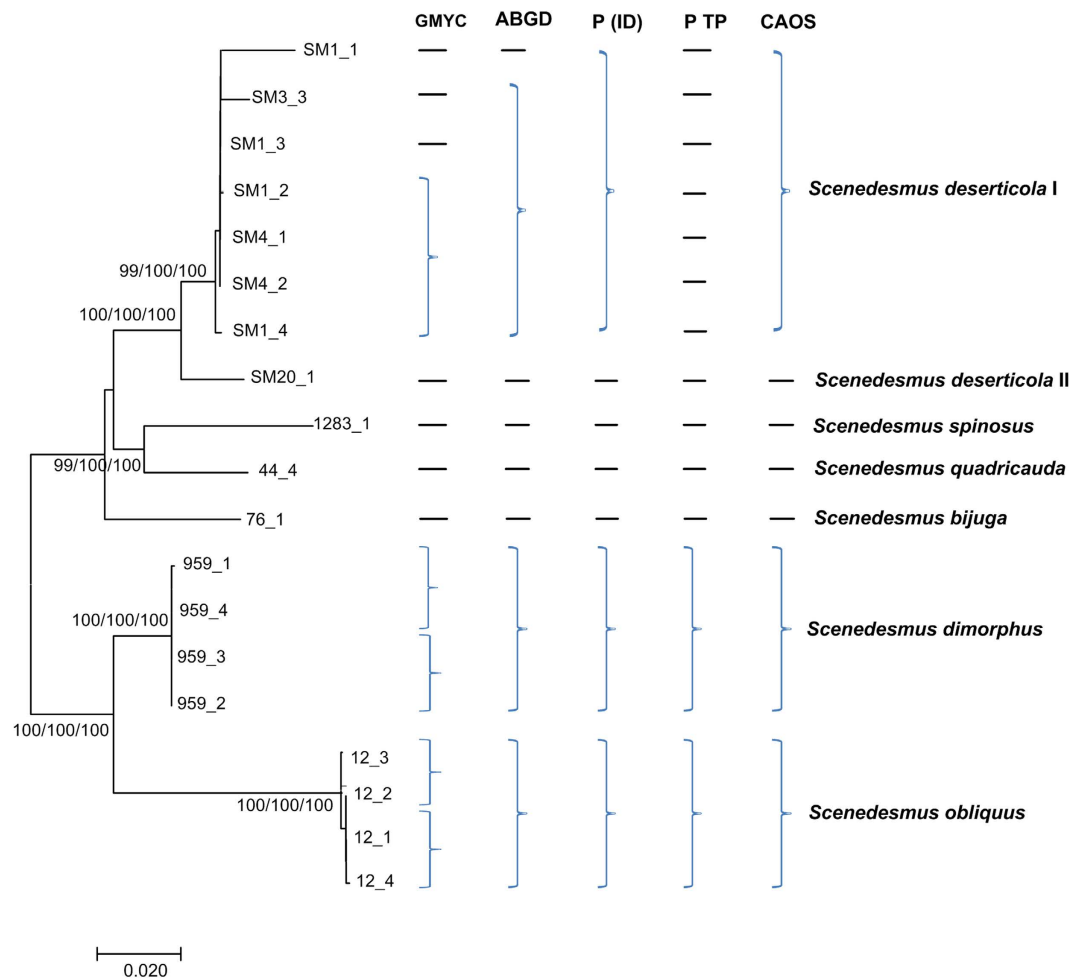 GMYC ABGD P (ID) P TP CAOS
SM1_1
SM3_3
SM1_3
SM1_2 Scenedesmus deserticola I
SM4_1
99/100/100
SM4_2
100/100/100
SM1_4
SM20_1 Scenedesmus deserticola II
1283_1 Scenedesmus spinosus
99/100/100
44_4 Scenedesmus quadricauda
76_1 Scenedesmus bijuga
959_1
959_4
100/100/100
Scenedesmus dimorphus
959_3
959_2
100/100/100
12_3
12_2
100/100/100
Scenedesmus obliquus
12_1
12_4
0.020